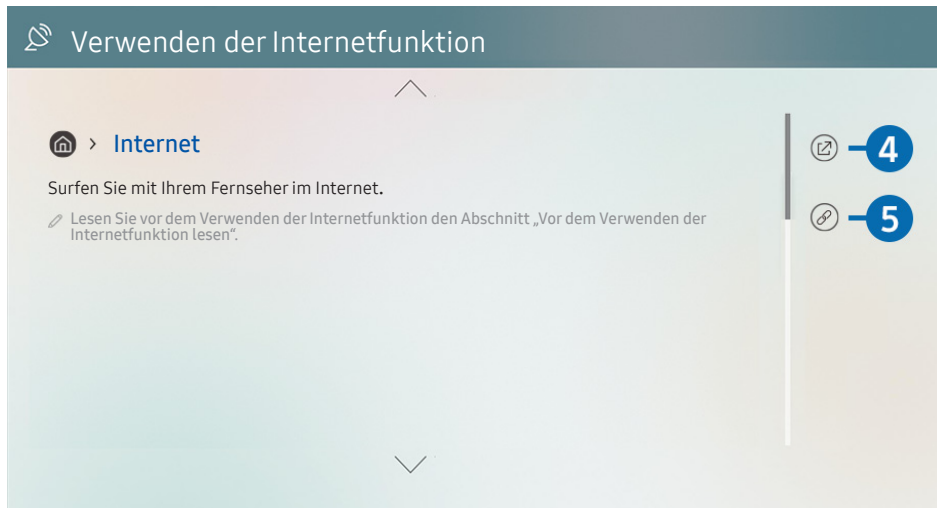 Verwenden der Internetfunktion
> Internet
4
Surfen Sie mit Ihrem Fernseher im Internet.
5
Lesen Sie vor dem Verwenden der Internetfunktion den Abschnitt „Vor dem Verwenden der
Internetfunktion lesen“.